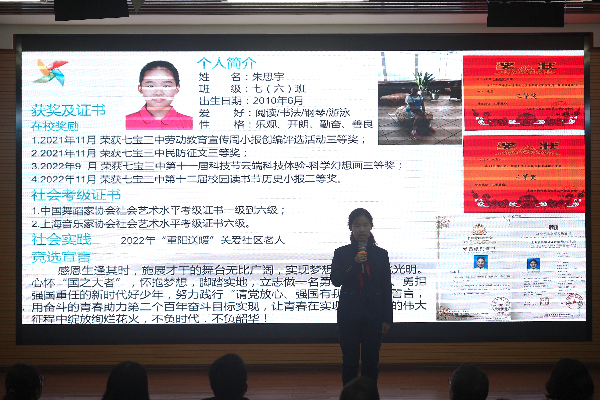 个人简介
姓 名：朱思宇
班 级：七（六）班
出生日期：2010年6月
爱 好：阅读/书法/钢琴/游泳
性 格：乐观、开朗、勤奋、善良
获奖及证书
在校奖励
1.2021年11月 荣获七宝二中劳动教育宣传周小报创编评选活动三等奖；
2.2021年11月 荣获七宝二中民防征文三等奖；
3.2022年9月 荣获七宝二中第十一届科技节云端科技体验-科学幻想画三等奖；
4.2022年11月 荣获七宝二中第十二届校园读书节历史小报二等奖。
社会考级证书
1.中国舞蹈家协会社会艺术水平考级证书一级到六级；
2.上海音乐家协会社会艺术水平考级证书六级。
社会实践 2022年“重阳送暖”关爱社区老人
竞选宣言
感恩生逢其时，施展才干的舞台无比广阔，实现梦想 光明。
心怀“国之大者”，怀抱梦想，脚踏实地，立志做一名勇 、勇担
强国重任的新时代好少年，努力践行“请党放心、强国有我 誓言，
用奋斗的青春助力第二个百年奋斗目标实现，让青春在实现 的伟大
征程中绽放绚烂花火，不负时代，不负韶华！